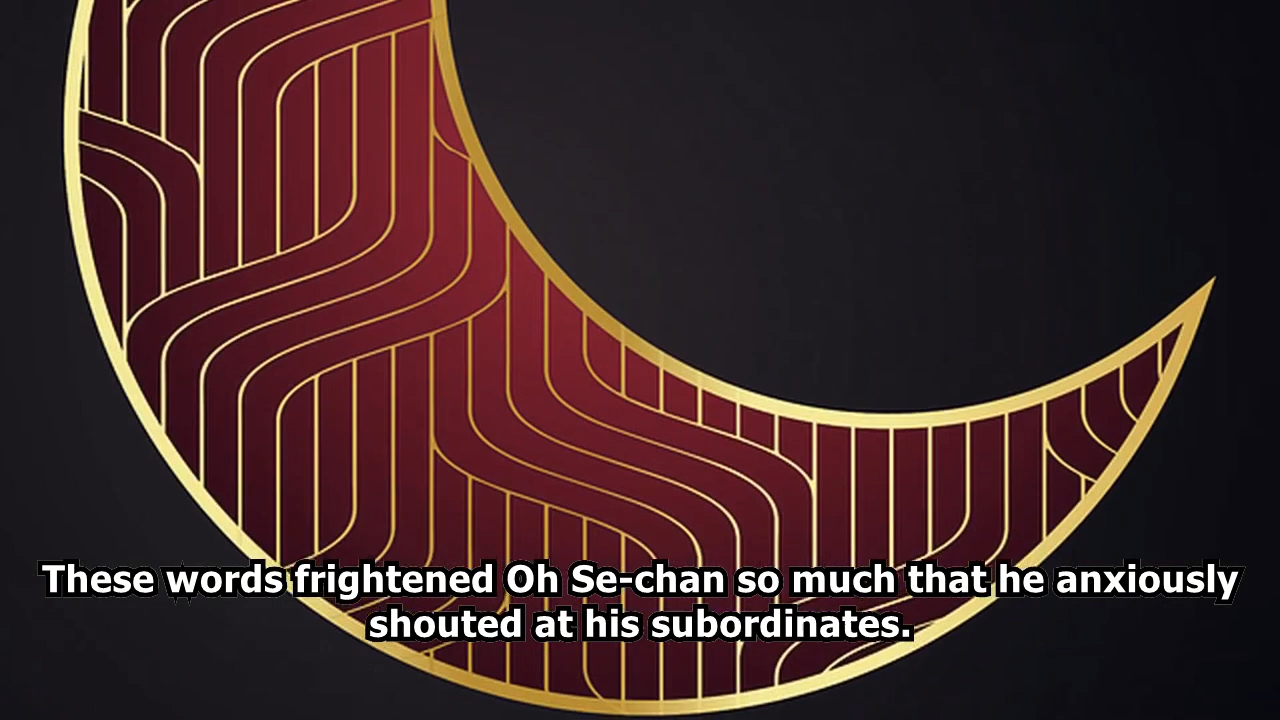 These words frightened Oh Se-chan so much that he anxiously
shouted at his subordinates.